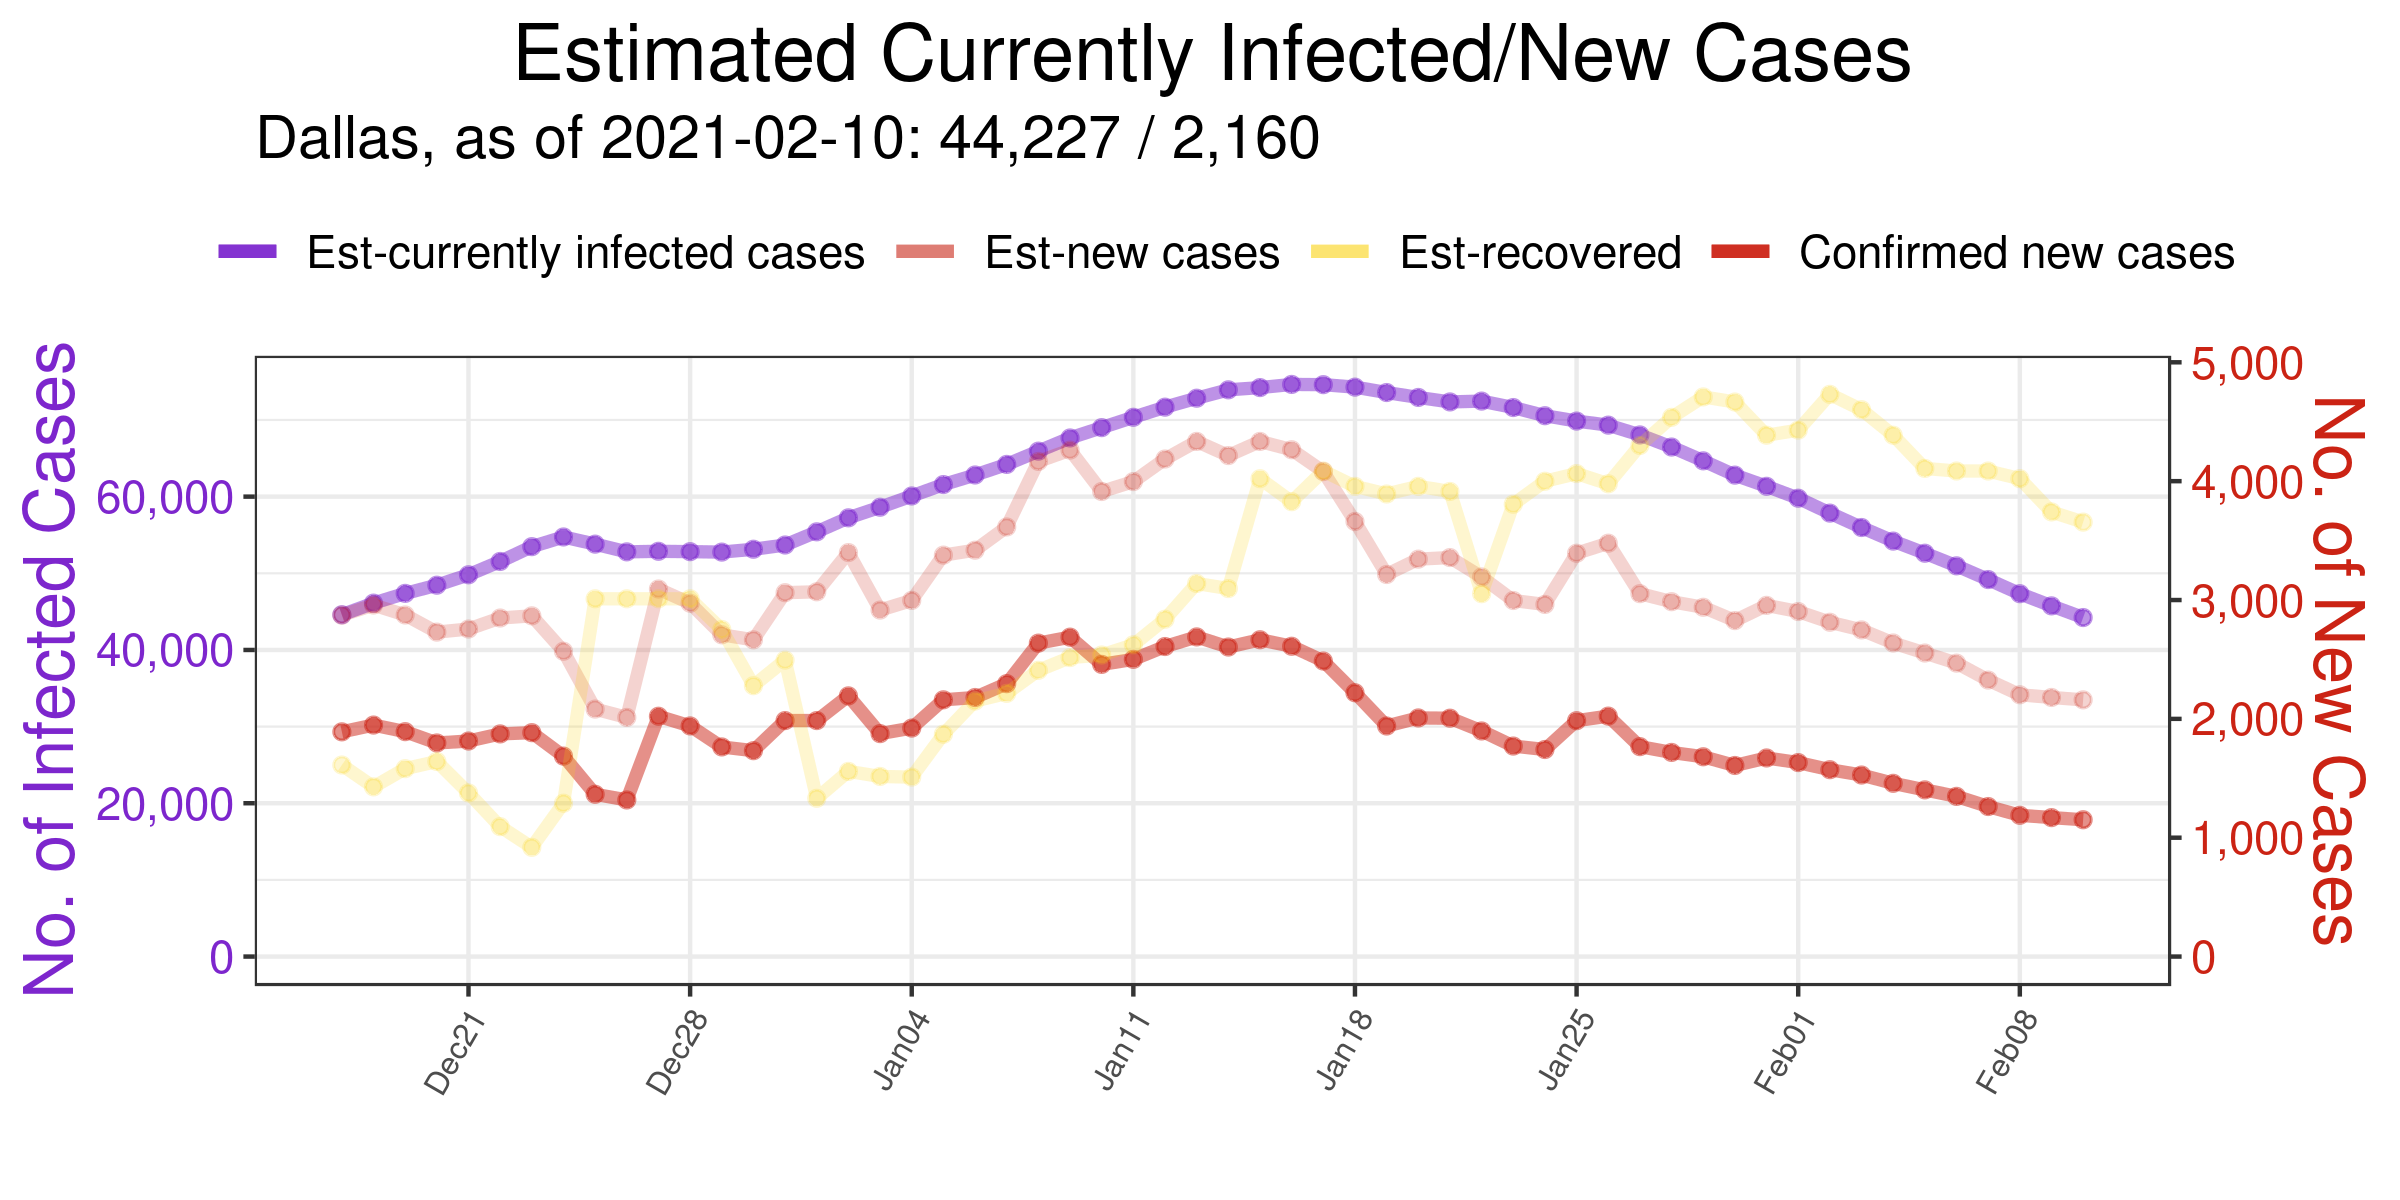 Estimated Currently Infected/New Cases
Dallas, as of 2021-02-10: 44,227 / 2,160
Est-currently infected cases Est-new cases Est-recovered Confirmed new cases
No. of Infected Cases
60,000
40,000
20,000
0
5,000
4,000
3,000
2,000
1,000
0
No. of New Cases
Dec21 Dec28 Jan04 Jan11 Jan18 Jan25 Feb01 Feb08